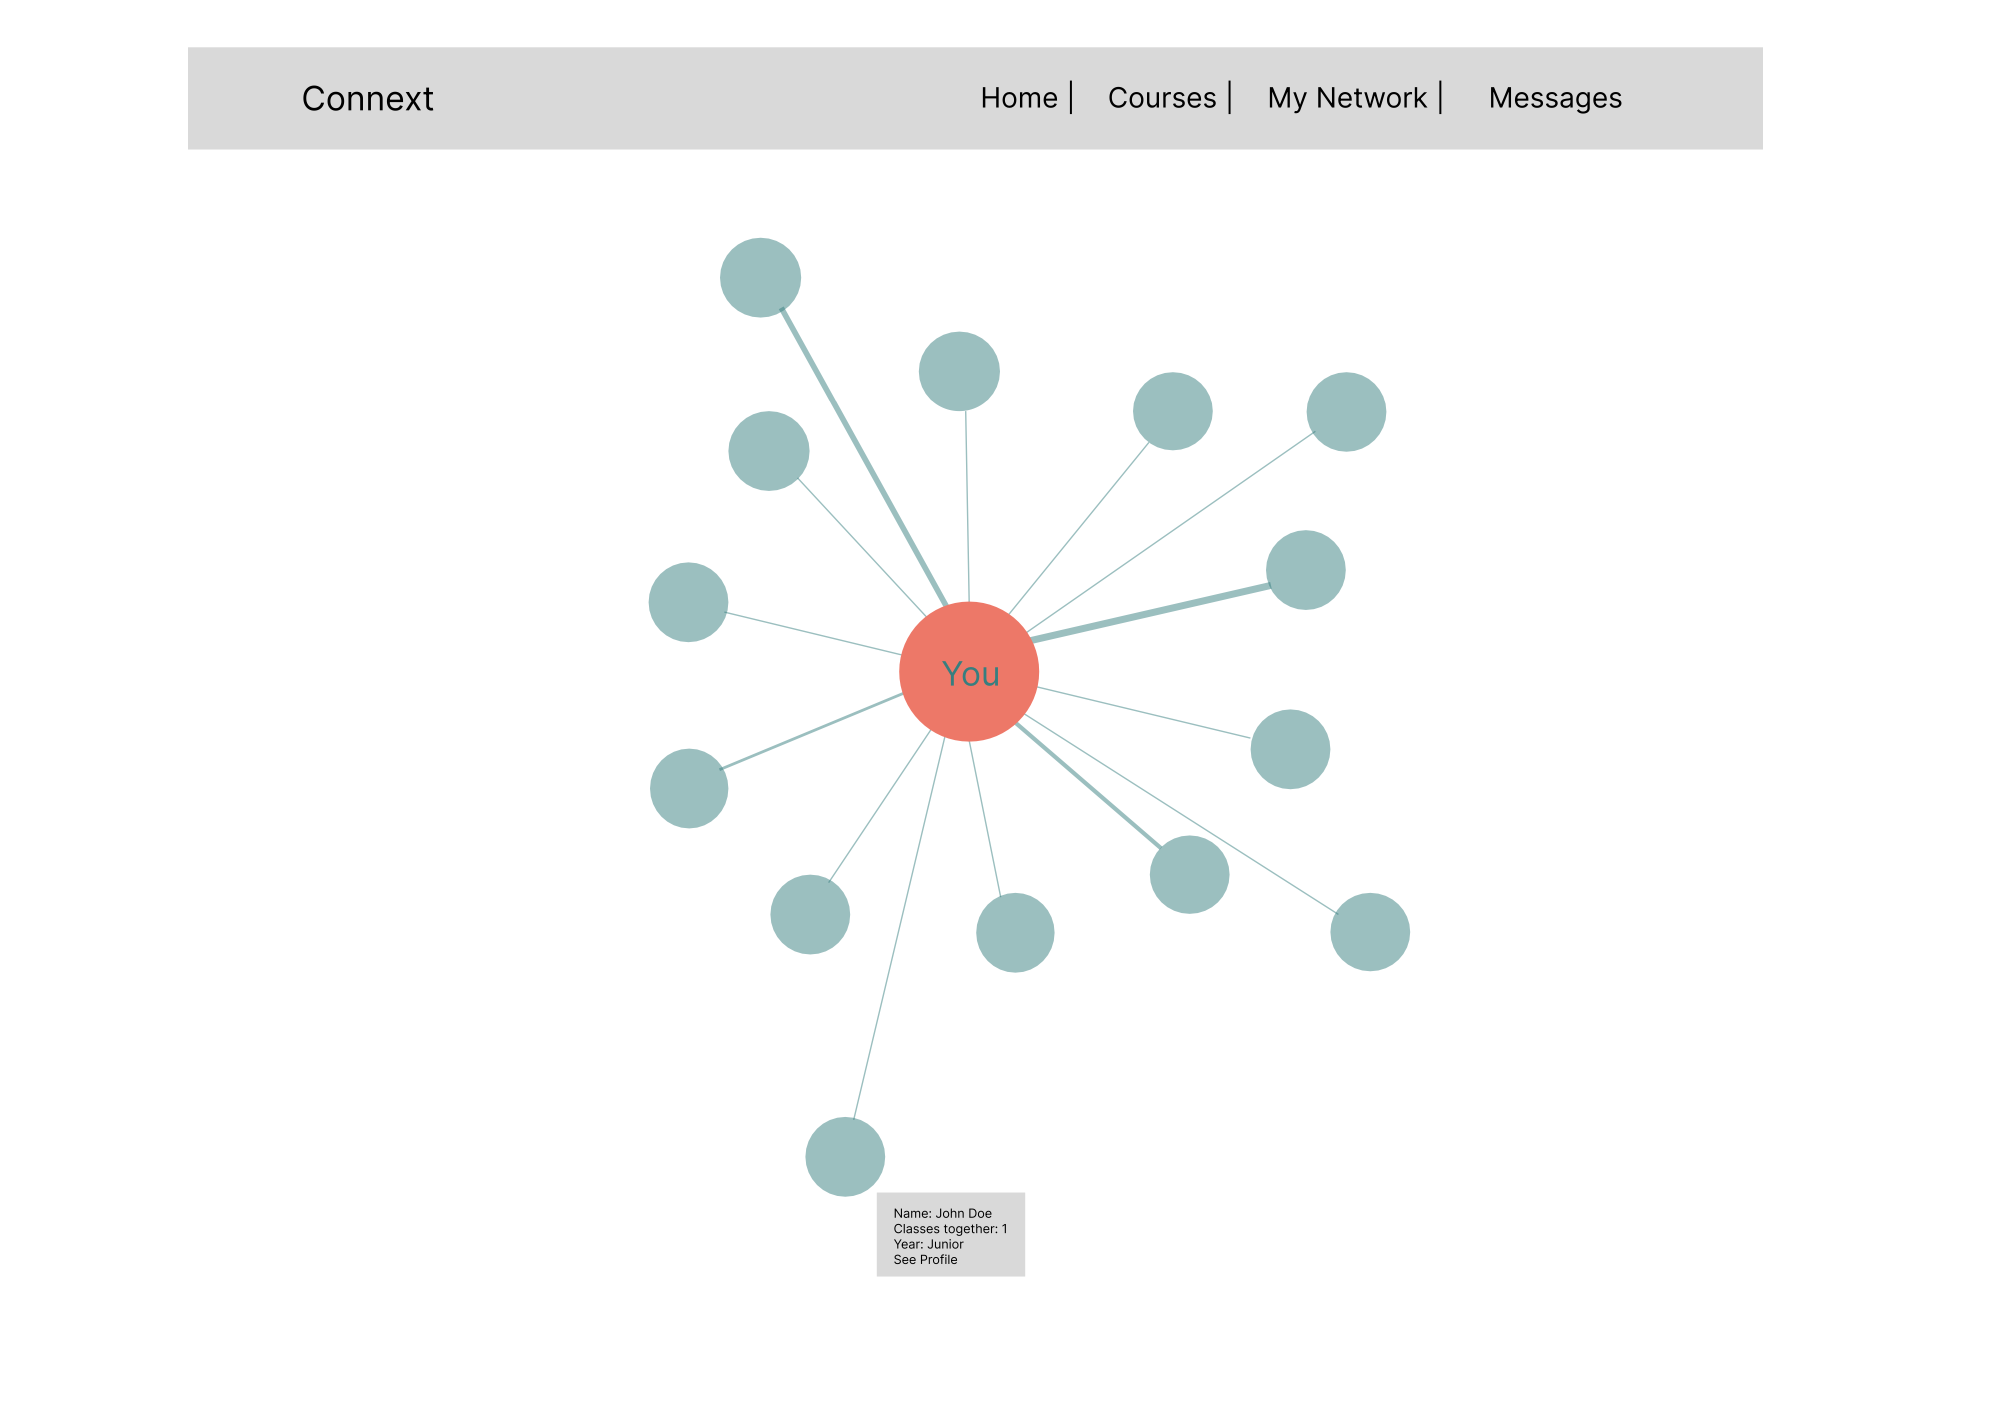 Connext
Home | Courses | My Network | Messages
You
Name: John Doe
Classes together: 1
Year: Junior
See Profile